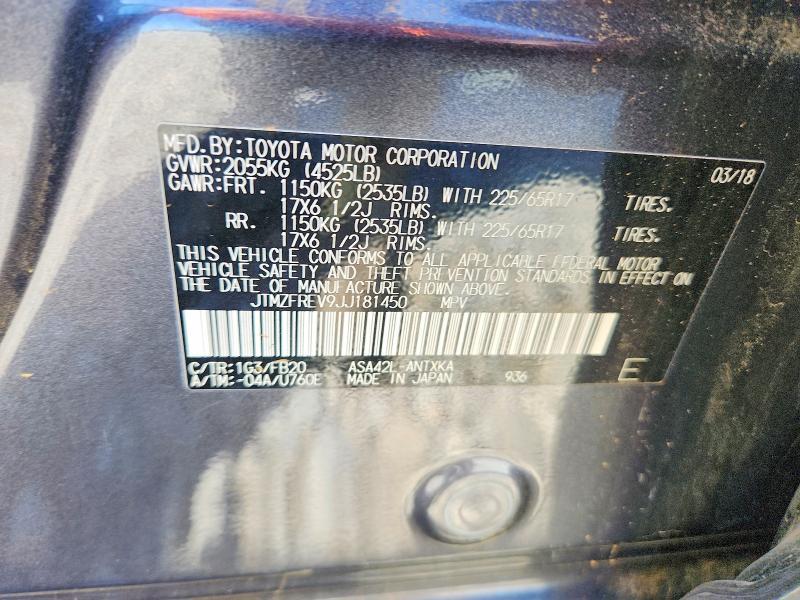 MFD.BY:TOYOTA MOTOR CORPORATION 03/18
GVWR:2055KG (4525LB)
GAWR:FRT. 1150KG (2535LB) WITH 225/65R17 TIRES.
17X6 1/2J RIMS.
RR. 1150KG (2535LB) WITH 225/65R17 TIRES.
17X6 1/2J RIMS.
THIS VEHICLE CONFORMS TO ALL APPLICABLE FEDERAL MOTOR
VEHICLE SAFETY AND THEFT PREVENTION STANDARDS IN EFFECT ON
THE DATE OF MANUFACTURE SHOWN ABOVE.
JTMZFREV9JJ181450 MPV
C/TR:1G3/FB20 ASA42L-ANTXKA
A/TM:-04A/U760E MADE IN JAPAN 936 E